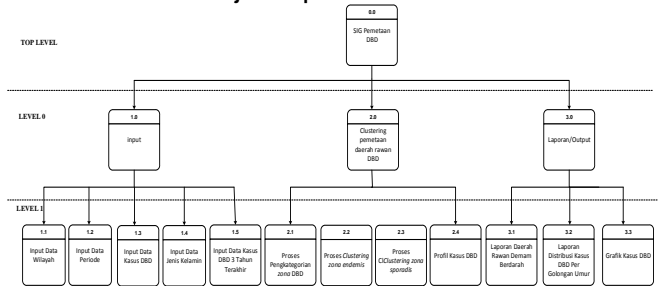 0.0
SIG Pemetaan
DBD
TOP LEVEL
LEVEL 0
1.0
Input
2.0
Clustering
pemetaan
daerah rawan
DBD
3.0
Laporan/Output
LEVEL 1
1.1
Input Data
Wilayah
1.2
Input Data
Periode
1.3
Input Data
Kasus DBD
1.4
Input Data
Jenis Kelamin
1.5
Input Data Kasus
DBD 3 Tahun
Terakhir
2.1
Proses
Pengkategorian
zona DBD
2.2
Proses Clustering
zona endemis
2.3
Proses
ClClustering zona
sporadis
2.4
Profil Kasus DBD
3.1
Laporan Daerah
Rawan Demam
Berdarah
3.2
Laporan
Distribusi Kasus
DBD Per
Golongan Umur
3.3
Grafik Kasus DBD